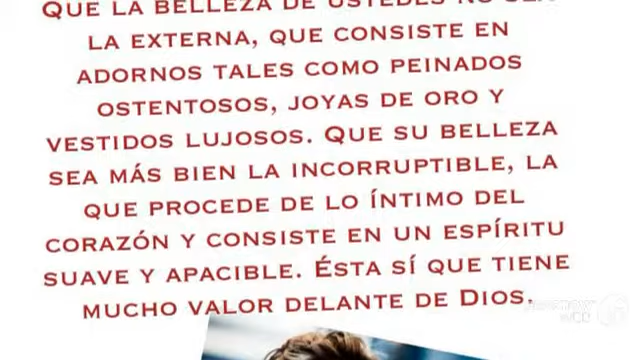 Que la belleza de ustedes no sea
la externa, que consiste en
adornos tales como peinados
ostentosos, joyas de oro y
vestidos lujosos. Que su belleza
sea más bien la incorruptible, la
que procede de lo íntimo del
corazón y consiste en un espíritu
suave y apacible. Ésta sí que tiene
mucho valor delante de Dios.